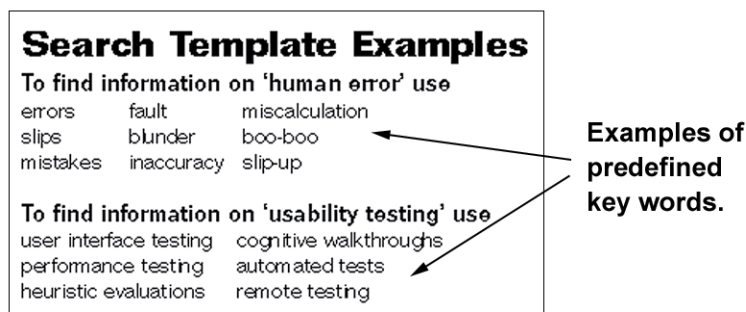 Search Template Examples
To find information on 'human error' use
errors fault miscalculation
slips blunder boo-boo
mistakes inaccuracy slip-up
To find information on 'usability testing' use
user interface testing cognitive walkthroughs
performance testing automated tests
heuristic evaluations remote testing
Examples of
predefined
key words.